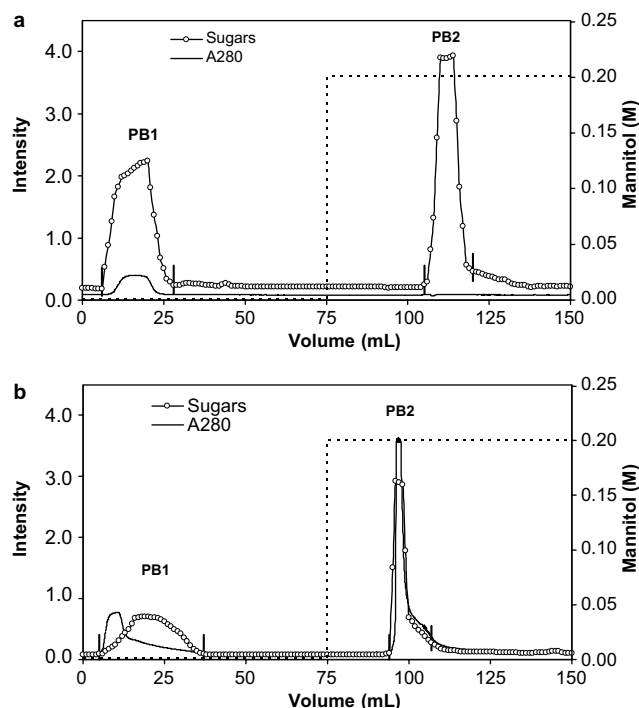 a
Sugars
A280
PB1
PB2
Intensity
4.0
3.0
2.0
1.0
0.0
0.25
0.20
0.15
0.10
0.05
0.00
Mannitol (M)
0 25 50 75 100 125 150
Volume (mL)
b
Sugars
A280
PB1
PB2
Intensity
4.0
3.0
2.0
1.0
0.0
0.25
0.20
0.15
0.10
0.05
0.00
Mannitol (M)
0 25 50 75 100 125 150
Volume (mL)